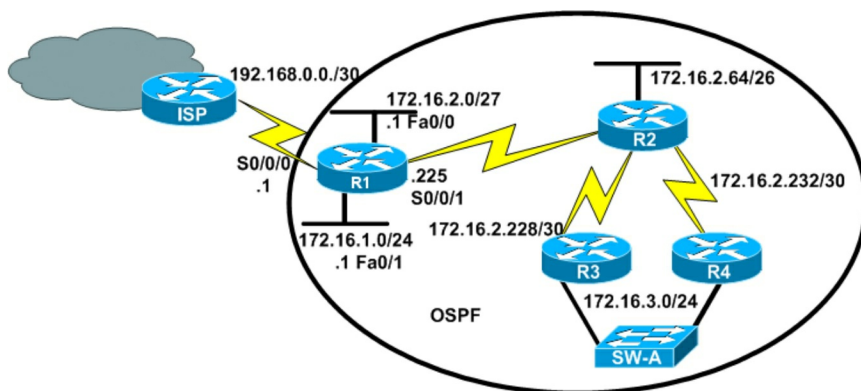 192.168.0.0./30
ISP
172.16.2.0/27
.1 Fa0/0
172.16.2.64/26
R2
S0/0/0
.1
R1
.225
S0/0/1
172.16.2.232/30
172.16.1.0/24
.1 Fa0/1
172.16.2.228/30
R3
R4
172.16.3.0/24
OSPF
SW-A